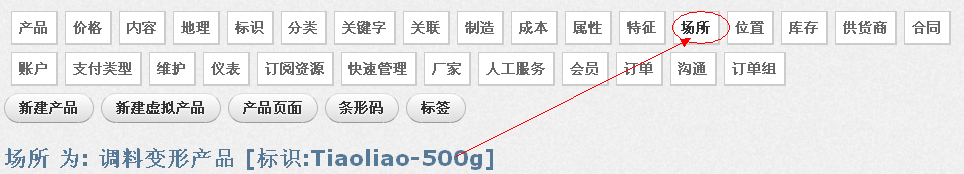 产品 价格 内容 地理 标识 分类 关键字 关联 制造 成本 属性 特征 场所 位置 库存 供货商 合同
账户 支付类型 维护 仪表 订阅资源 快速管理 厂家 人工服务 会员 订单 沟通 订单组
新建产品 新建虚拟产品 产品页面 条形码 标签
场所 为: 调料变形产品 [标识:Tiaoliao-500g]